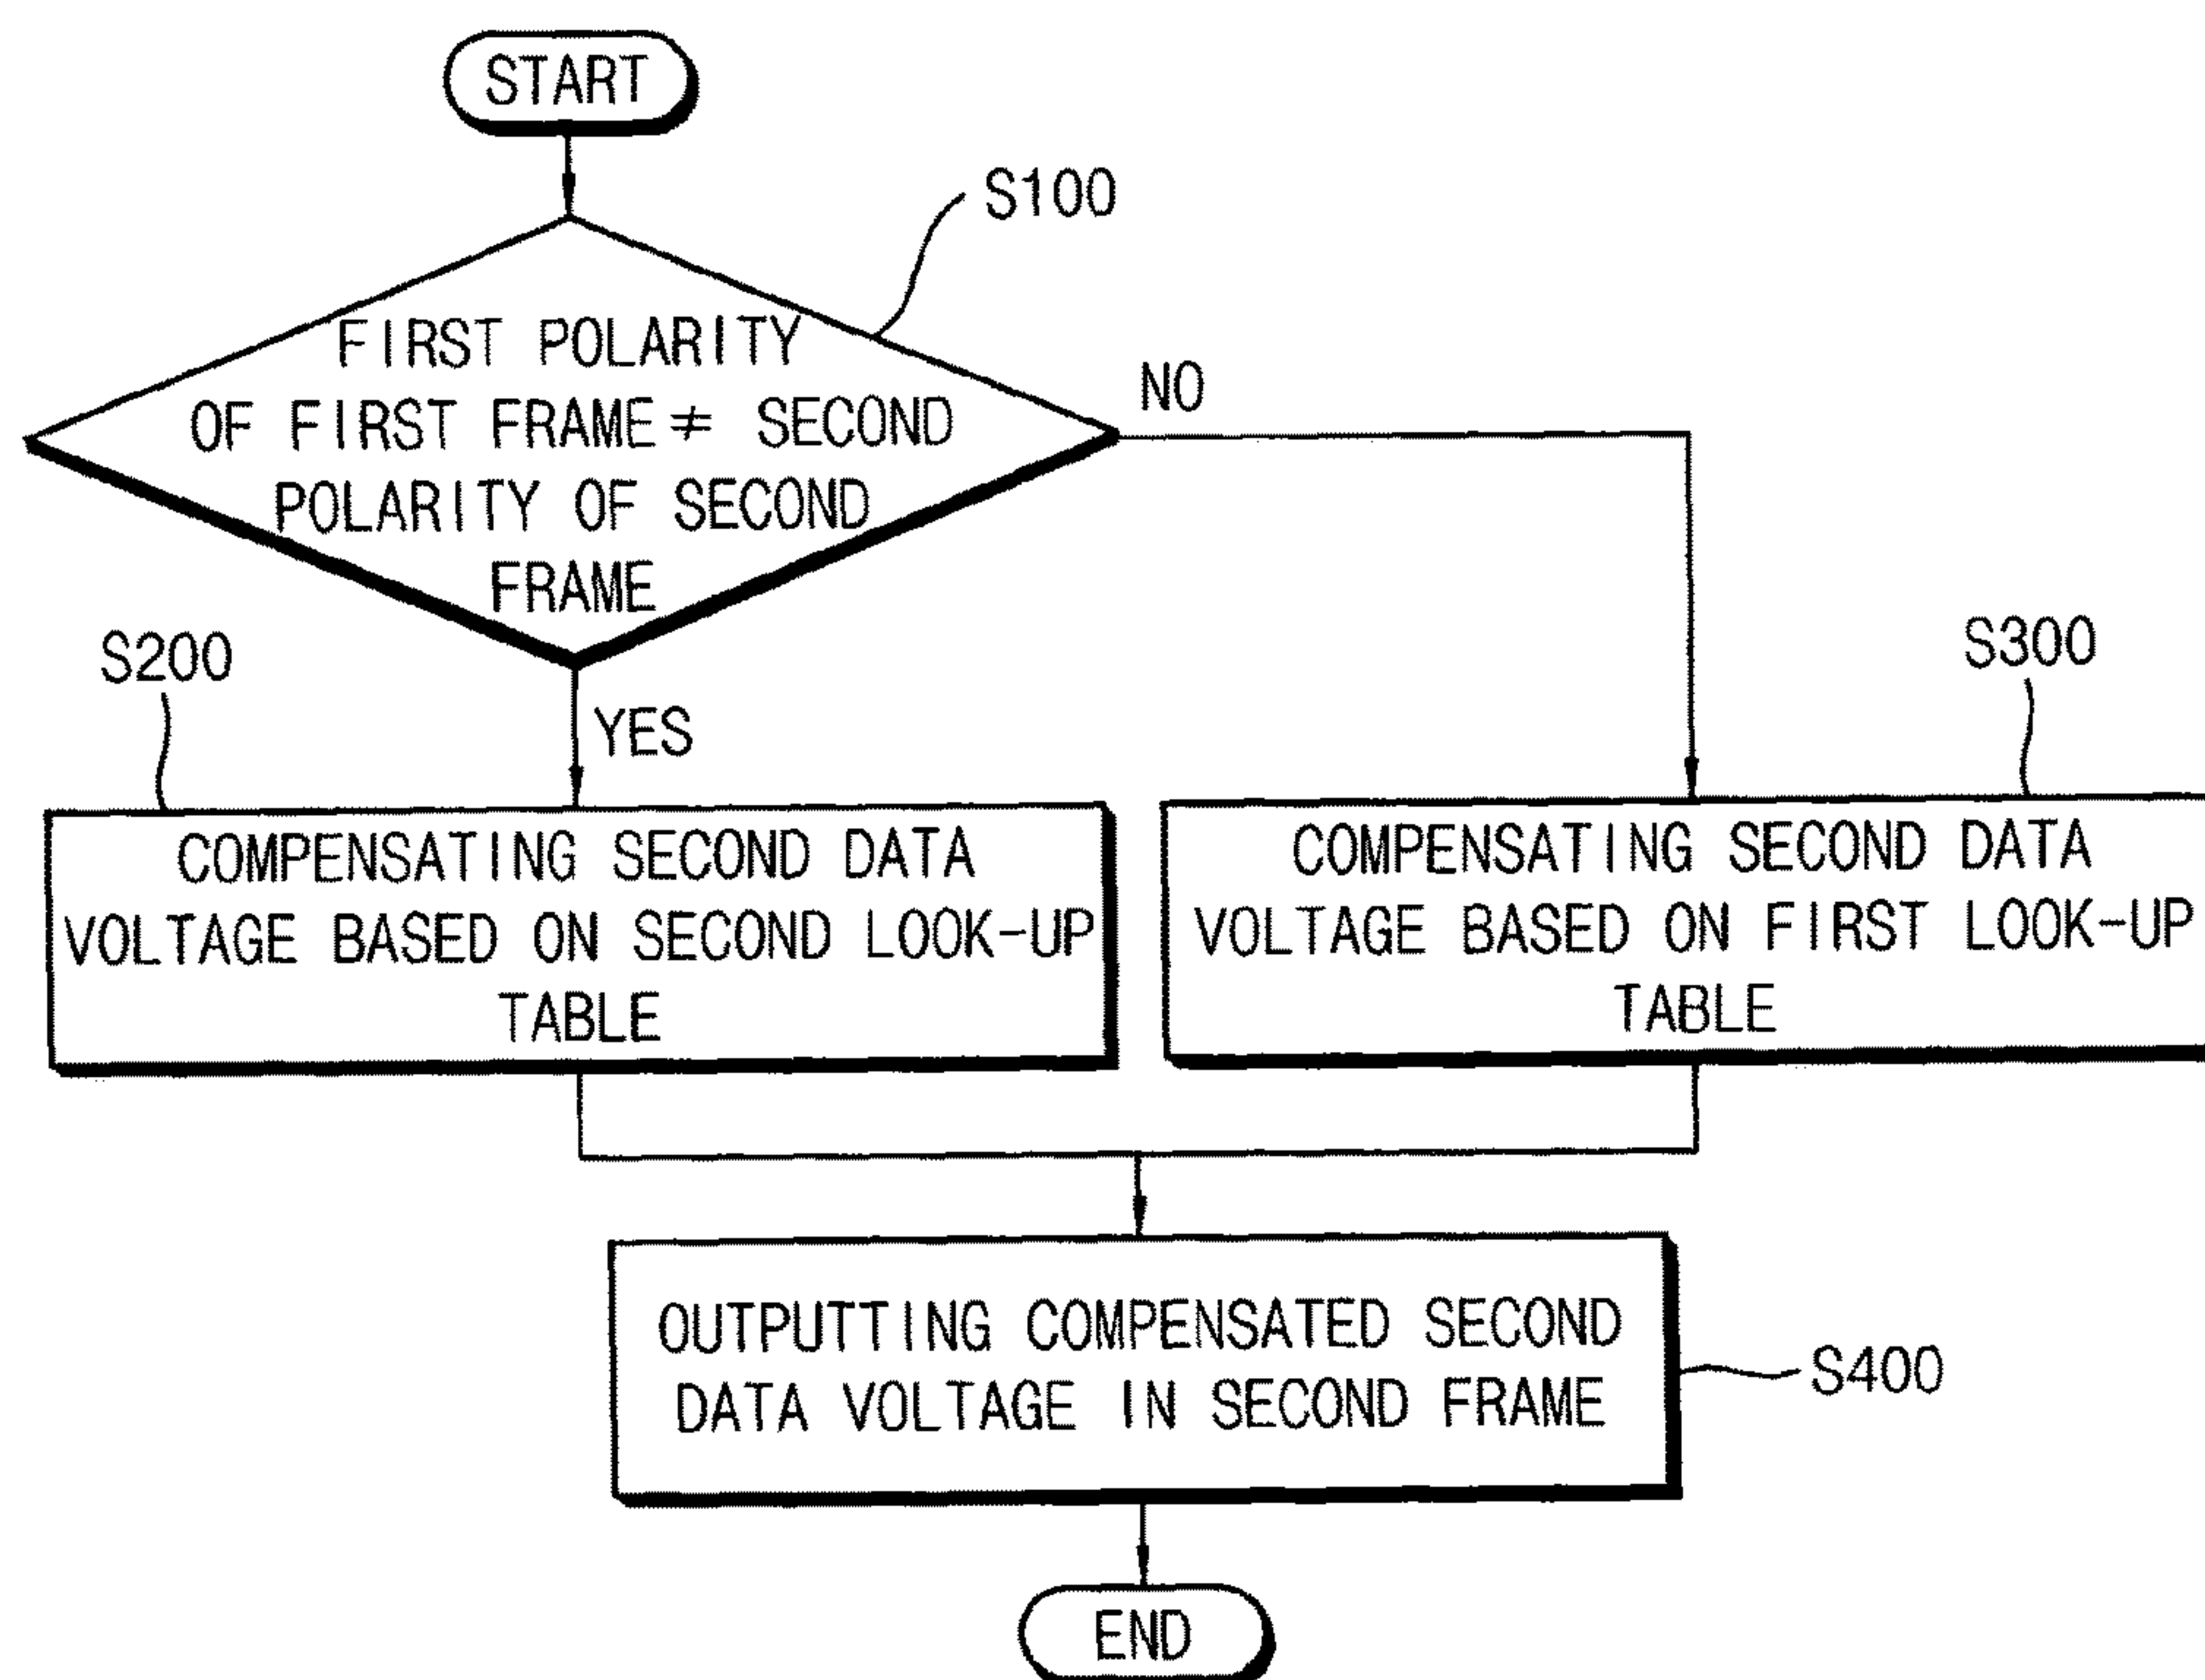 START
S100
FIRST POLARITY
OF FIRST FRAME ≠ SECOND
POLARITY OF SECOND
FRAME
NO
YES
S200
COMPENSATING SECOND DATA
VOLTAGE BASED ON SECOND LOOK-UP
TABLE
S300
COMPENSATING SECOND DATA
VOLTAGE BASED ON FIRST LOOK-UP
TABLE
OUTPUTTING COMPENSATED SECOND
DATA VOLTAGE IN SECOND FRAME
S400
END